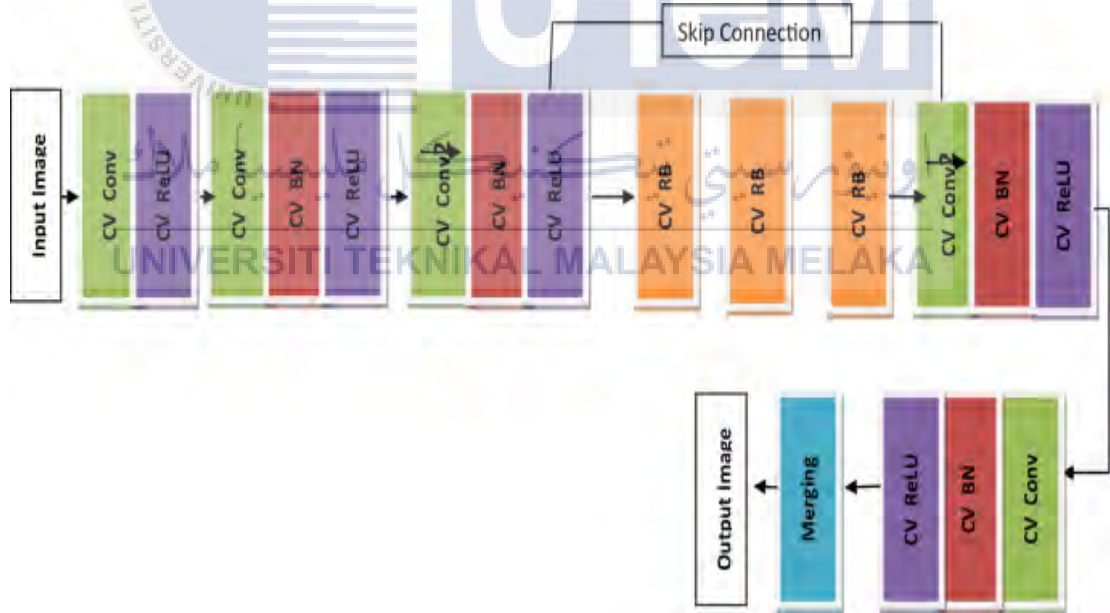 Skip Connection
Input Image
CV Conv
CV ReLU
CV Conv
CV BN
CV ReLU
CV Conv2
CV BN
CV ReLU
CV RB
CV RB
CV RB
CV Conv2
CV BN
CV ReLU
UNIVERSITI TEKNIKAL MALAYSIA MELAKA
Output Image
Merging
CV ReLU
CV BN
CV Conv